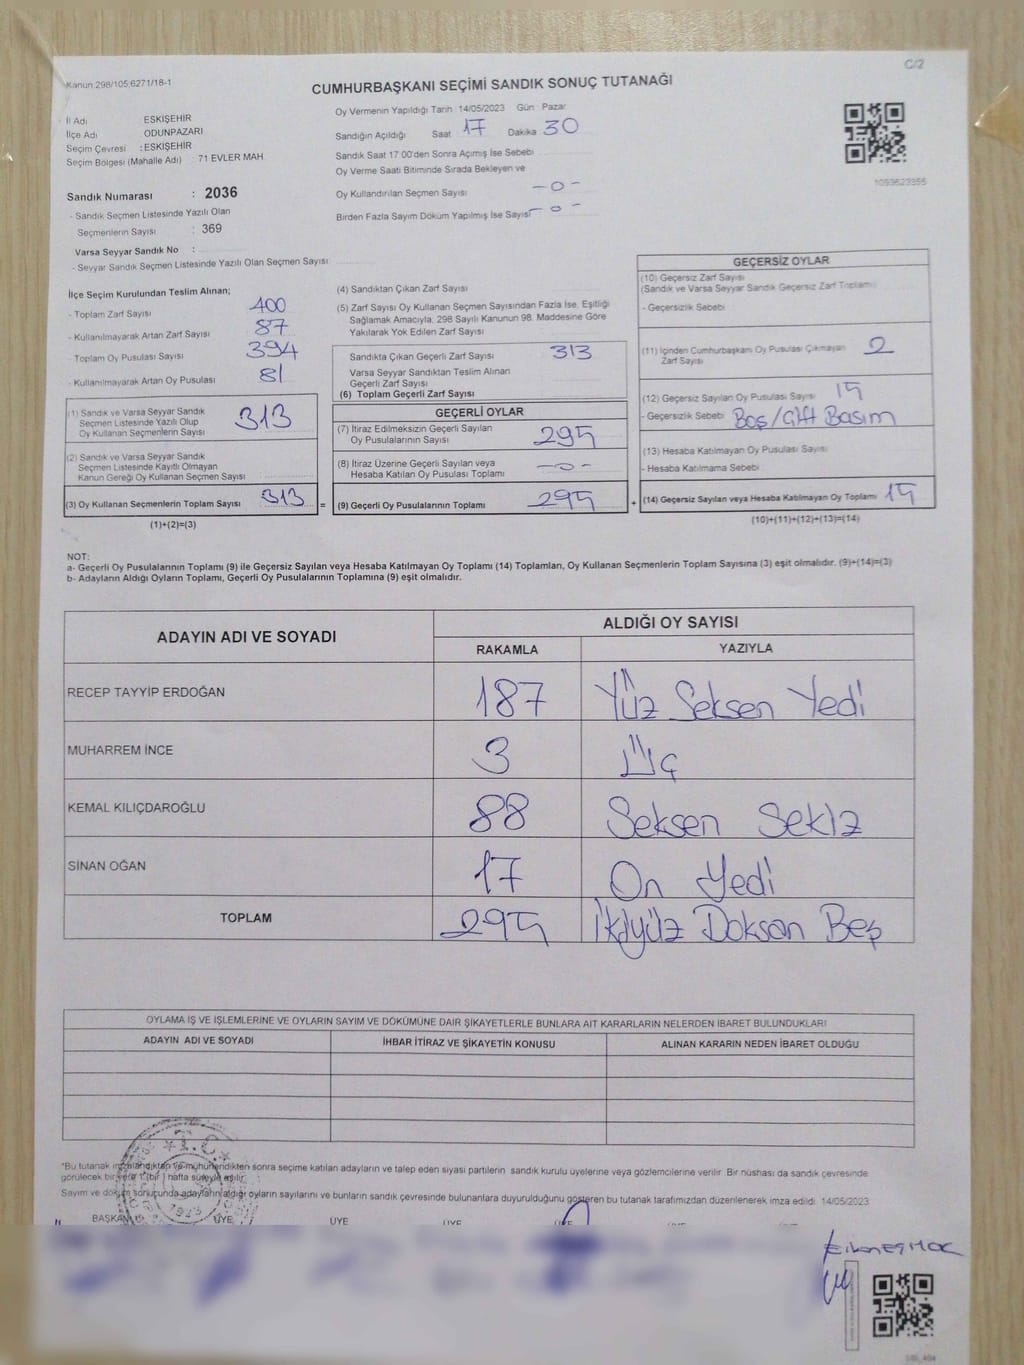 C/2
Kanun 298/105,6271/18-1
CUMHURBAŞKANI SEÇİMİ SANDIK SONUÇ TUTANAĞI
İl Adı ESKİŞEHİR
İlçe Adı ODUNPAZARI
Seçim Çevresi : ESKİŞEHİR
Seçim Bölgesi (Mahalle Adı) 71 EVLER MAH
Sandık Numarası : 2036
- Sandık Seçmen Listesinde Yazılı Olan
Seçmenlerin Sayısı : 369
Varsa Seyyar Sandık No :
- Seyyar Sandık Seçmen Listesinde Yazılı Olan Seçmen Sayısı
Oy Vermenin Yapıldığı Tarih 14/05/2023 Gün Pazar
Sandığın Açıldığı Saat 17 Dakika 30
Sandık Saat 17:00'den Sonra Açımış İse Sebebi
Oy Verme Saati Bitiminde Sırada Bekleyen ve
Oy Kullandırılan Seçmen Sayısı - 0 -
Birden Fazla Sayım Döküm Yapılmış İse Sayısı - 0 -
1093623355
İlçe Seçim Kurulundan Teslim Alınan;
- Toplam Zarf Sayısı 400
- Kullanılmayarak Artan Zarf Sayısı 87
- Toplam Oy Pusulası Sayısı 394
- Kullanılmayarak Artan Oy Pusulası 81
(1) Sandık ve Varsa Seyyar Sandık
Seçmen Listesinde Yazılı Olup
Oy Kullanan Seçmenlerin Sayısı 313
(2) Sandık ve Varsa Seyyar Sandık
Seçmen Listesinde Kayıtlı Olmayan
Kanun Gereği Oy Kullanan Seçmen Sayısı
(3) Oy Kullanan Seçmenlerin Toplam Sayısı 313 =
(1)+(2)=(3)
(4) Sandıktan Çıkan Zarf Sayısı
(5) Zarf Sayısı Oy Kullanan Seçmen Sayısından Fazla İse, Eşitliği
Sağlamak Amacıyla, 298 Sayılı Kanunun 98. Maddesine Göre
Yakılarak Yok Edilen Zarf Sayısı
Sandıkta Çıkan Geçerli Zarf Sayısı 313
Varsa Seyyar Sandıktan Teslim Alınan
Geçerli Zarf Sayısı
(6) Toplam Geçerli Zarf Sayısı
GEÇERLİ OYLAR
(7) İtiraz Edilmeksizin Geçerli Sayılan
Oy Pusulasının Sayısı 295
(8) İtiraz Üzerine Geçerli Sayılan veya
Hesaba Katılan Oy Pusulası Toplamı - 0 -
(9) Geçerli Oy Pusulalarının Toplamı 295 +
GEÇERSİZ OYLAR
(10) Geçersiz Zarf Sayısı
(Sandık ve Varsa Seyyar Sandık Geçersiz Zarf Toplamı)
- Geçersizlik Sebebi
(11) İçinden Cumhurbaşkanı Oy Pusulası Çıkmayan
Zarf Sayısı 2
(12) Geçersiz Sayılan Oy Pusulası Sayısı 15
- Geçersizlik Sebebi Boş/Çift Basım
(13) Hesaba Katılmayan Oy Pusulası Sayısı
- Hesaba Katılmama Sebebi
(14) Geçersiz Sayılan veya Hesaba Katılmayan Oy Toplamı 15
(10)+(11)+(12)+(13)=(14)
NOT:
a- Geçerli Oy Pusulalarının Toplamı (9) ile Geçersiz Sayılan veya Hesaba Katılmayan Oy Toplamı (14) Toplamları, Oy Kullanan Seçmenlerin Toplam Sayısına (3) eşit olmalıdır. (9)+(14)=(3)
b- Adayların Aldığı Oyların Toplamı, Geçerli Oy Pusulalarının Toplamına (9) eşit olmalıdır.
ADAYIN ADI VE SOYADI ALDIĞI OY SAYISI
RAKAMLA YAZIYLA
RECEP TAYYİP ERDOĞAN 187 Yüz Seksen Yedi
MUHARREM İNCE 3 Üç
KEMAL KILIÇDAROĞLU 88 Seksen Sekiz
SİNAN OĞAN 17 On Yedi
TOPLAM 295 İkiyüz Doksan Beş
OYLAMA İŞ VE İŞLEMLERİNE VE OYLARIN SAYIM VE DÖKÜMÜNE DAİR ŞİKAYETLERLE BUNLARA AİT KARARLARIN NELERDEN İBARET BULUNDUKLARI
ADAYIN ADI VE SOYADI İHBAR İTİRAZ VE ŞİKAYETİN KONUSU ALINAN KARARIN NEDEN İBARET OLDUĞU
T.C.
1923
*Bu tutanak imzalandıktan ve mühürlendikten sonra seçime katılan adayların ve talep eden siyasi partilerin sandık kurulu üyelerine veya gözlemcilerine verilir. Bir nüshası da sandık çevresinde
görülecek bir yere 1 (bir) hafta süreyle asılır.
Sayım ve döküm sonucunda adayların aldığı oyların sayılarını ve bunların sandık çevresinde bulunanlara duyurulduğunu gösteren bu tutanak tarafımızdan düzenlenerek imza edildi. 14/05/2023
BAŞKAN ÜYE ÜYE ÜYE ÜYE